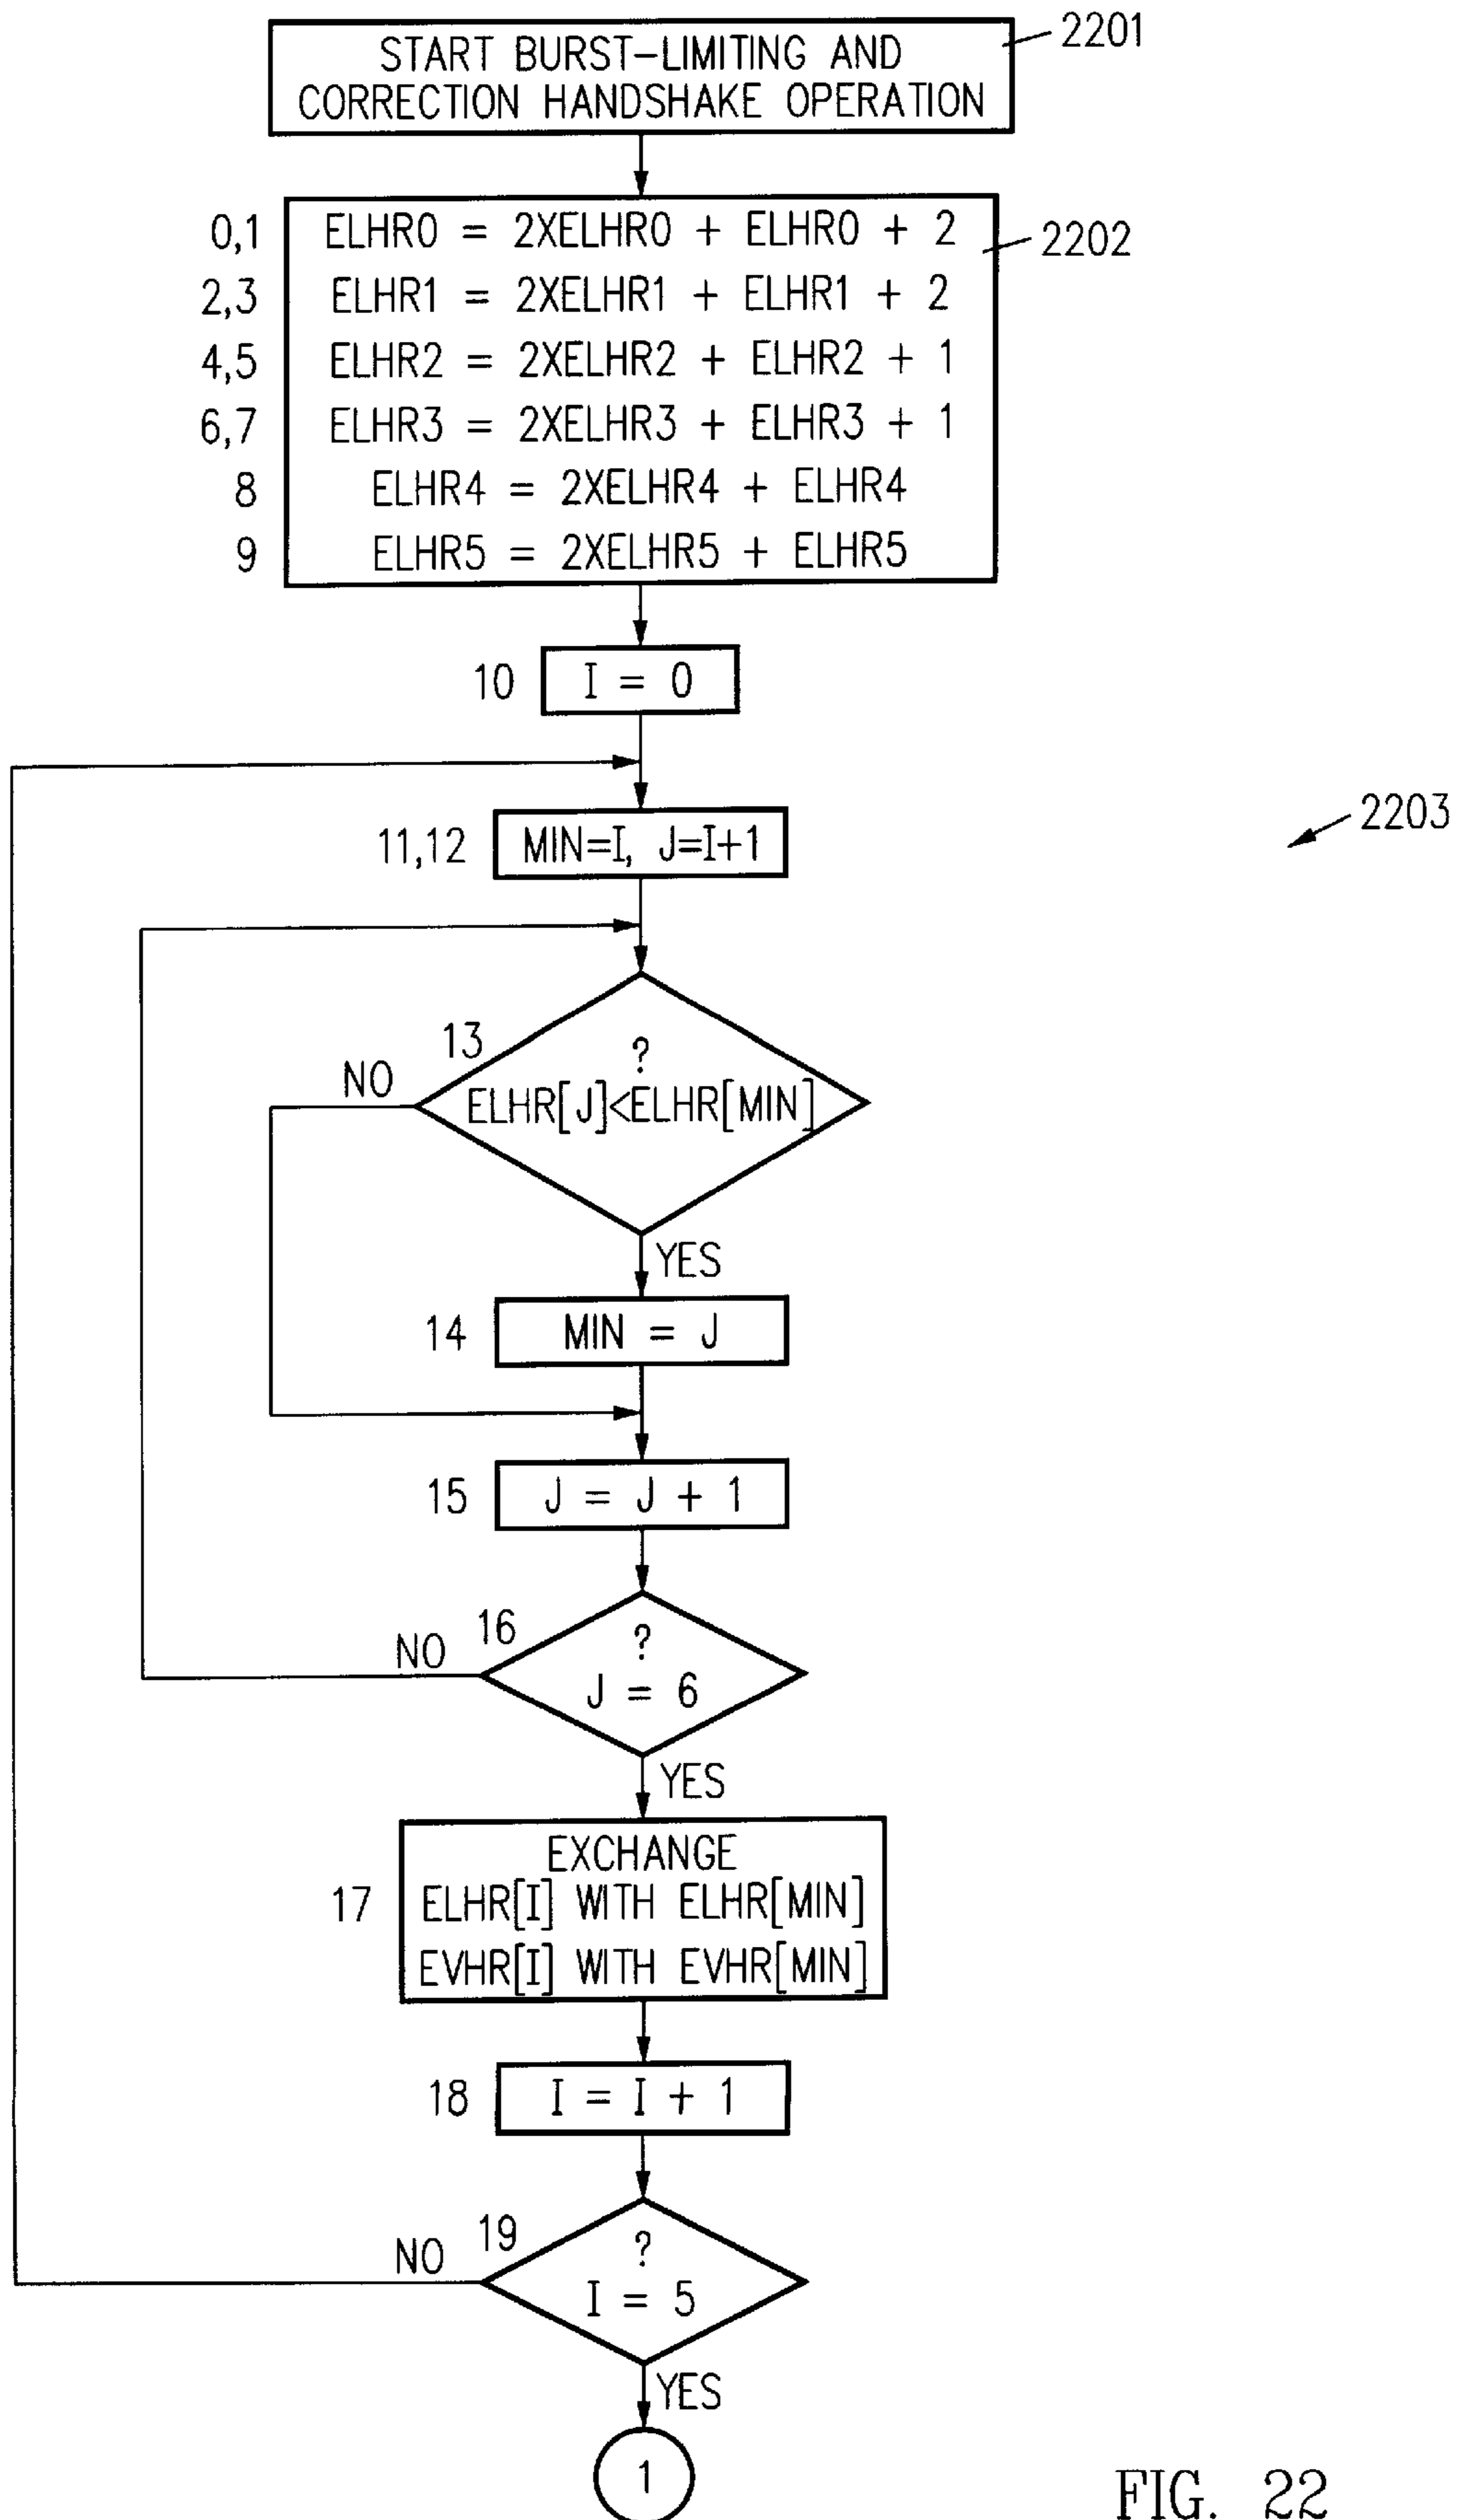 START BURST-LIMITING AND
CORRECTION HANDSHAKE OPERATION
2201
0,1 ELHR0 = 2XELHR0 + ELHR0 + 2
2202
2,3 ELHR1 = 2XELHR1 + ELHR1 + 2
4,5 ELHR2 = 2XELHR2 + ELHR2 + 1
6,7 ELHR3 = 2XELHR3 + ELHR3 + 1
8 ELHR4 = 2XELHR4 + ELHR4
9 ELHR5 = 2XELHR5 + ELHR5
10 I = 0
2203
11,12 MIN=I, J=I+1
13
?
NO
ELHR[J]<ELHR[MIN]
YES
14 MIN = J
15 J = J + 1
16
?
NO
J = 6
YES
EXCHANGE
17 ELHR[I] WITH ELHR[MIN]
EVHR[I] WITH EVHR[MIN]
18 I = I + 1
19
?
NO
I = 5
YES
1
FIG. 22